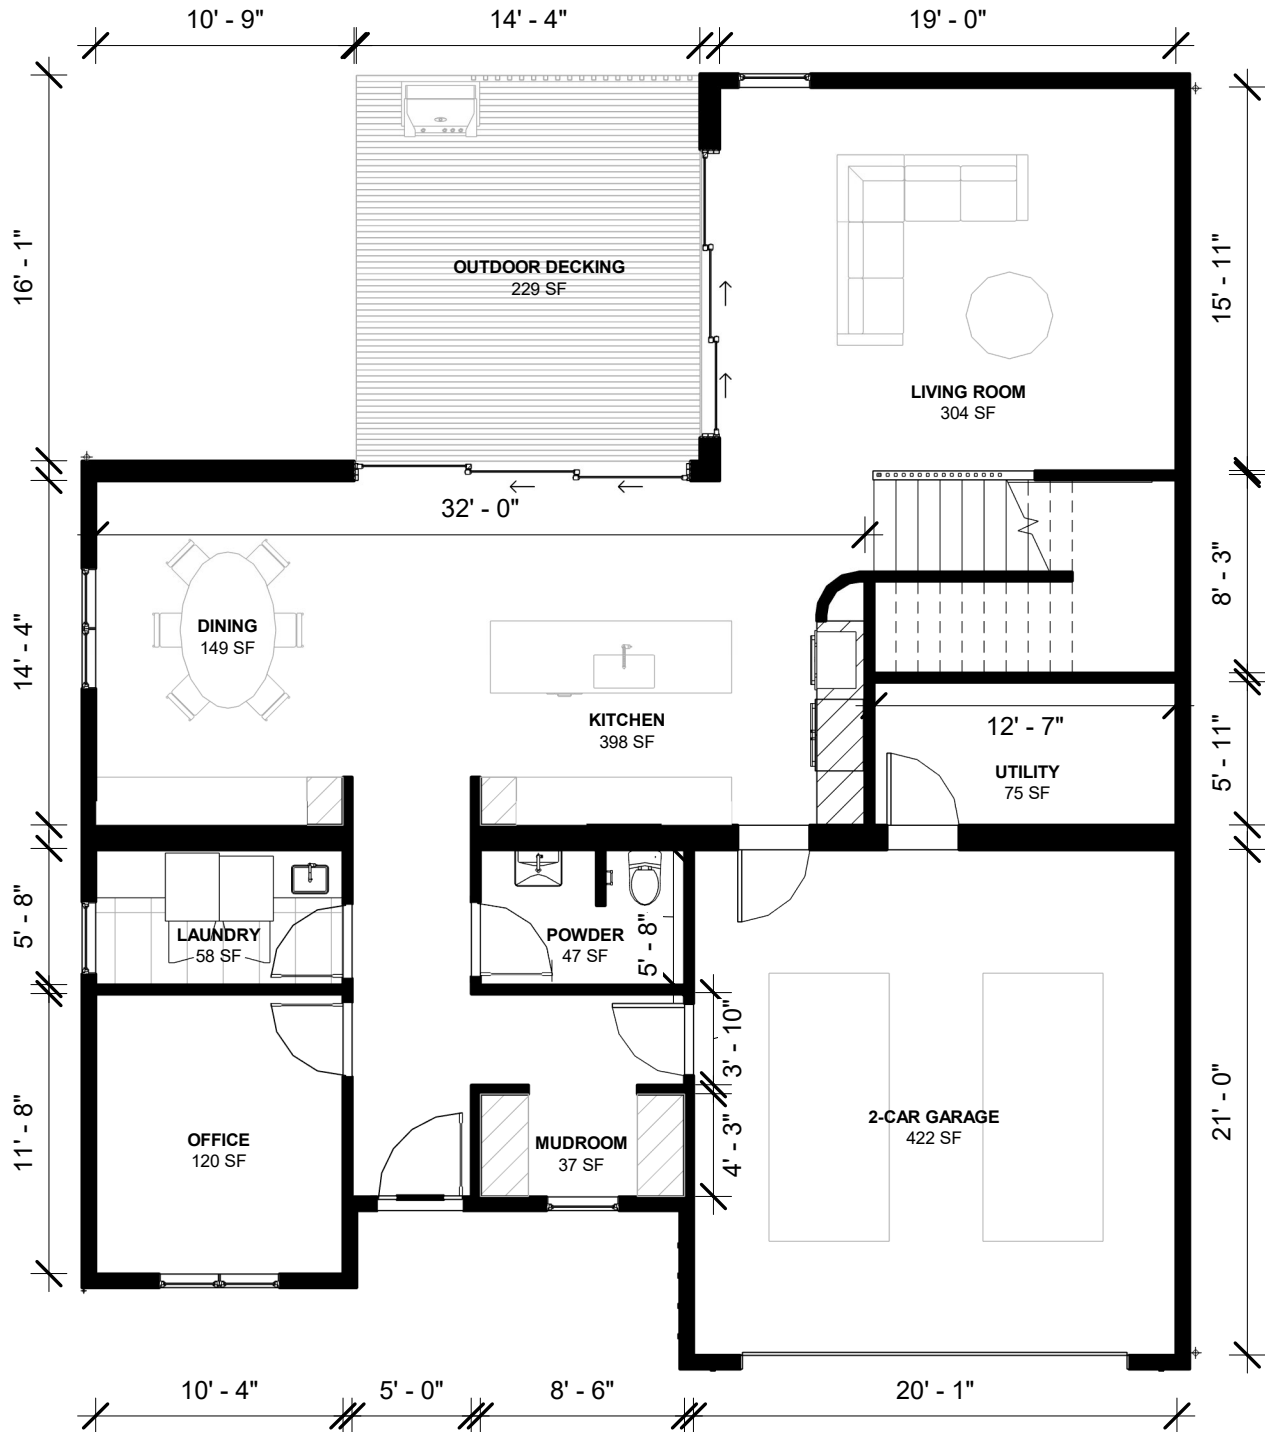 10' - 9"
14' - 4"
19' - 0"
16' - 1"
OUTDOOR DECKING
229 SF
15' - 11"
LIVING ROOM
304 SF
32' - 0"
8' - 3"
DINING
149 SF
14' - 4"
KITCHEN
398 SF
12' - 7"
5' - 11"
UTILITY
75 SF
5' - 8"
LAUNDRY
58 SF
POWDER
47 SF
5' - 8"
3' - 10"
11' - 8"
OFFICE
120 SF
MUDROOM
37 SF
4' - 3"
2-CAR GARAGE
422 SF
21' - 0"
10' - 4"
5' - 0"
8' - 6"
20' - 1"